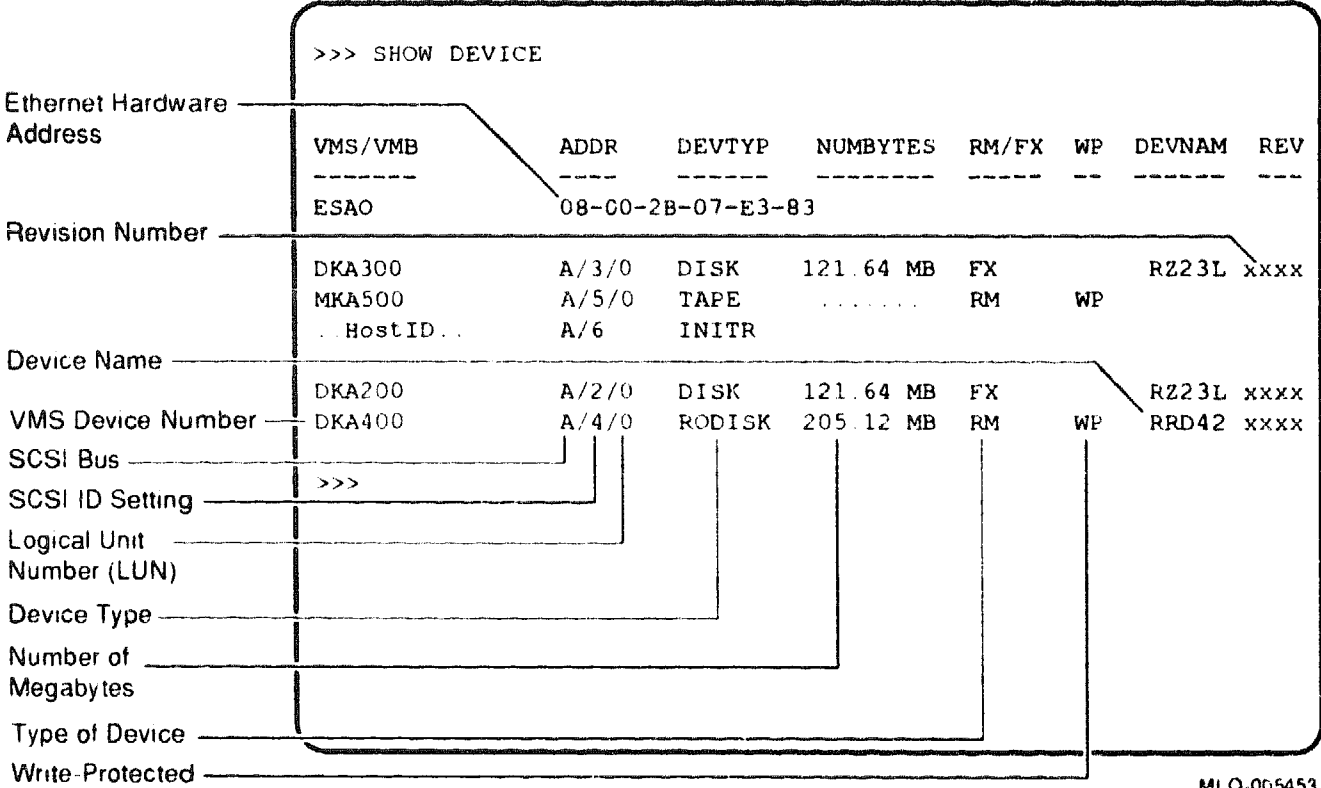 >>> SHOW DEVICE
Ethernet Hardware
Address
VMS/VMB ADDR DEVTYP NUMBYTES RM/FX WP DEVNAM REV
------- ---- ------ -------- ----- -- ------ ---
ESA0 08-00-2B-07-E3-83
Revision Number
DKA300 A/3/0 DISK 121.64 MB FX RZ23L xxxx
MKA500 A/5/0 TAPE ....... RM WP
..HostID.. A/6 INITR
Device Name
DKA200 A/2/0 DISK 121.64 MB FX RZ23L xxxx
VMS Device Number DKA400 A/4/0 RODISK 205.12 MB RM WP RRD42 xxxx
SCSI Bus
>>>
SCSI ID Setting
Logical Unit
Number (LUN)
Device Type
Number of
Megabytes
Type of Device
Write-Protected
MLO-005453